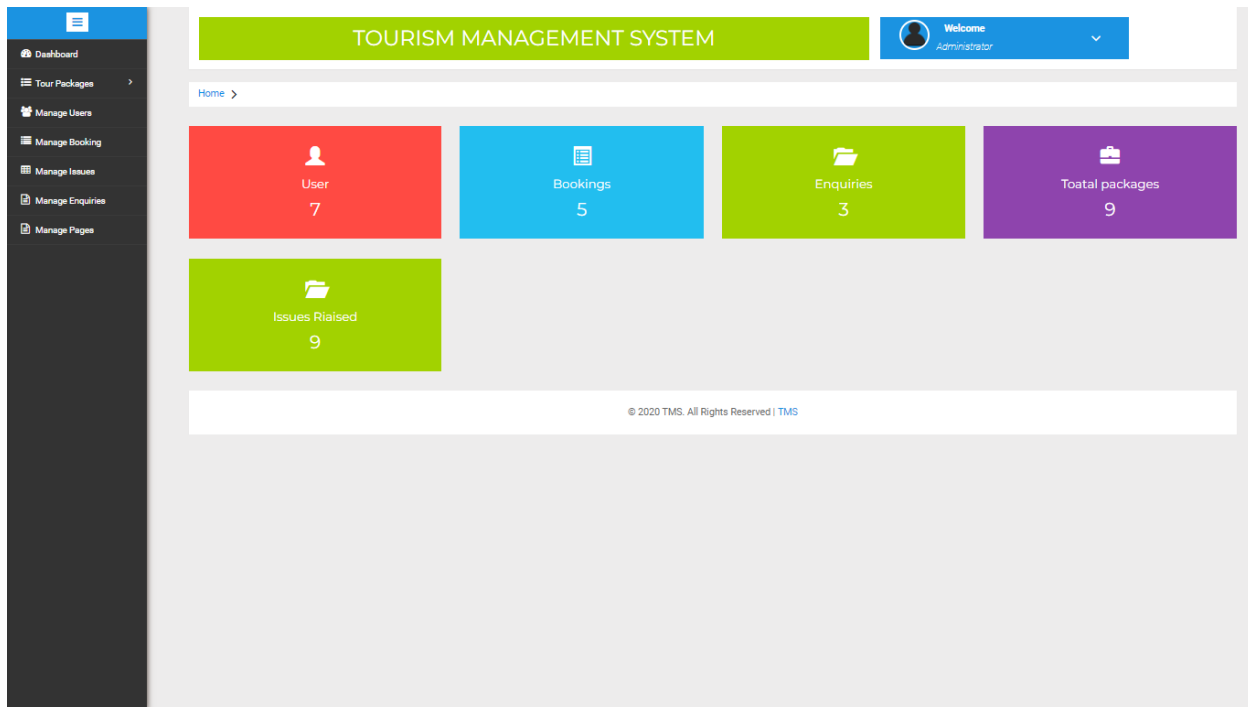 TOURISM MANAGEMENT SYSTEM
Welcome
Administrator
Dashboard
Tour Packages
Manage Users
Manage Booking
Manage Issues
Manage Enquiries
Manage Pages
Home >
User
7
Bookings
5
Enquiries
3
Toatal packages
9
Issues Riaised
9
© 2020 TMS. All Rights Reserved | TMS